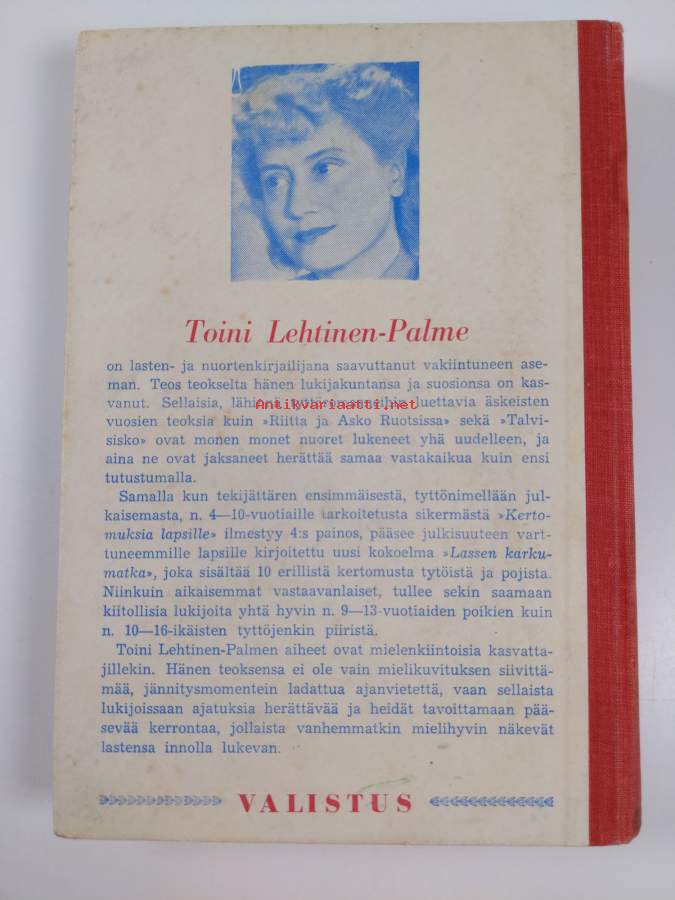 Toini Lehtinen-Palme
on lasten- ja nuortenkirjailijana saavuttanut vakiintuneen ase-
man. Teos teokselta hänen lukijakuntansa ja suosionsa on kas-
vanut. Sellaisia, luettavia äskeisten
Antikvariaatti.net
vuosien teoksia kuin »Riitta ja Asko Ruotsissa» sekä »Talvi-
sisko» ovat monen monet nuoret lukeneet yhä uudelleen, ja
aina ne ovat jaksaneet herättää samaa vastakaikua kuin ensi
tutustumalla.
Samalla kun tekijättären ensimmäisestä, tyttönimellään jul-
kaisemasta, n. 4—10-vuotiaille tarkoitetusta sikermästä »Kerto-
muksia lapsille» ilmestyy 4:s painos, pääsee julkisuuteen vart-
tuneemmille lapsille kirjoitettu uusi kokoelma »Lassen karku-
matka», joka sisältää 10 erillistä kertomusta tytöistä ja pojista.
Niinkuin aikaisemmat vastaavanlaiset, tullee sekin saamaan
kiitollisia lukijoita yhtä hyvin n. 9—13-vuotiaiden poikien kuin
n. 10—16-ikäisten tyttöjenkin piiristä.
Toini Lehtinen-Palmen aiheet ovat mielenkiintoisia kasvatta-
jillekin. Hänen teoksensa ei ole vain mielikuvituksen siivittä-
mää, jännitysmomentein ladattua ajanvietettä, vaan sellaista
lukijoissaan ajatuksia herättävää ja heidät tavoittamaan pää-
sevää kerrontaa, jollaista vanhemmatkin mielihyvin näkevät
lastensa innolla lukevan.
VALISTUS